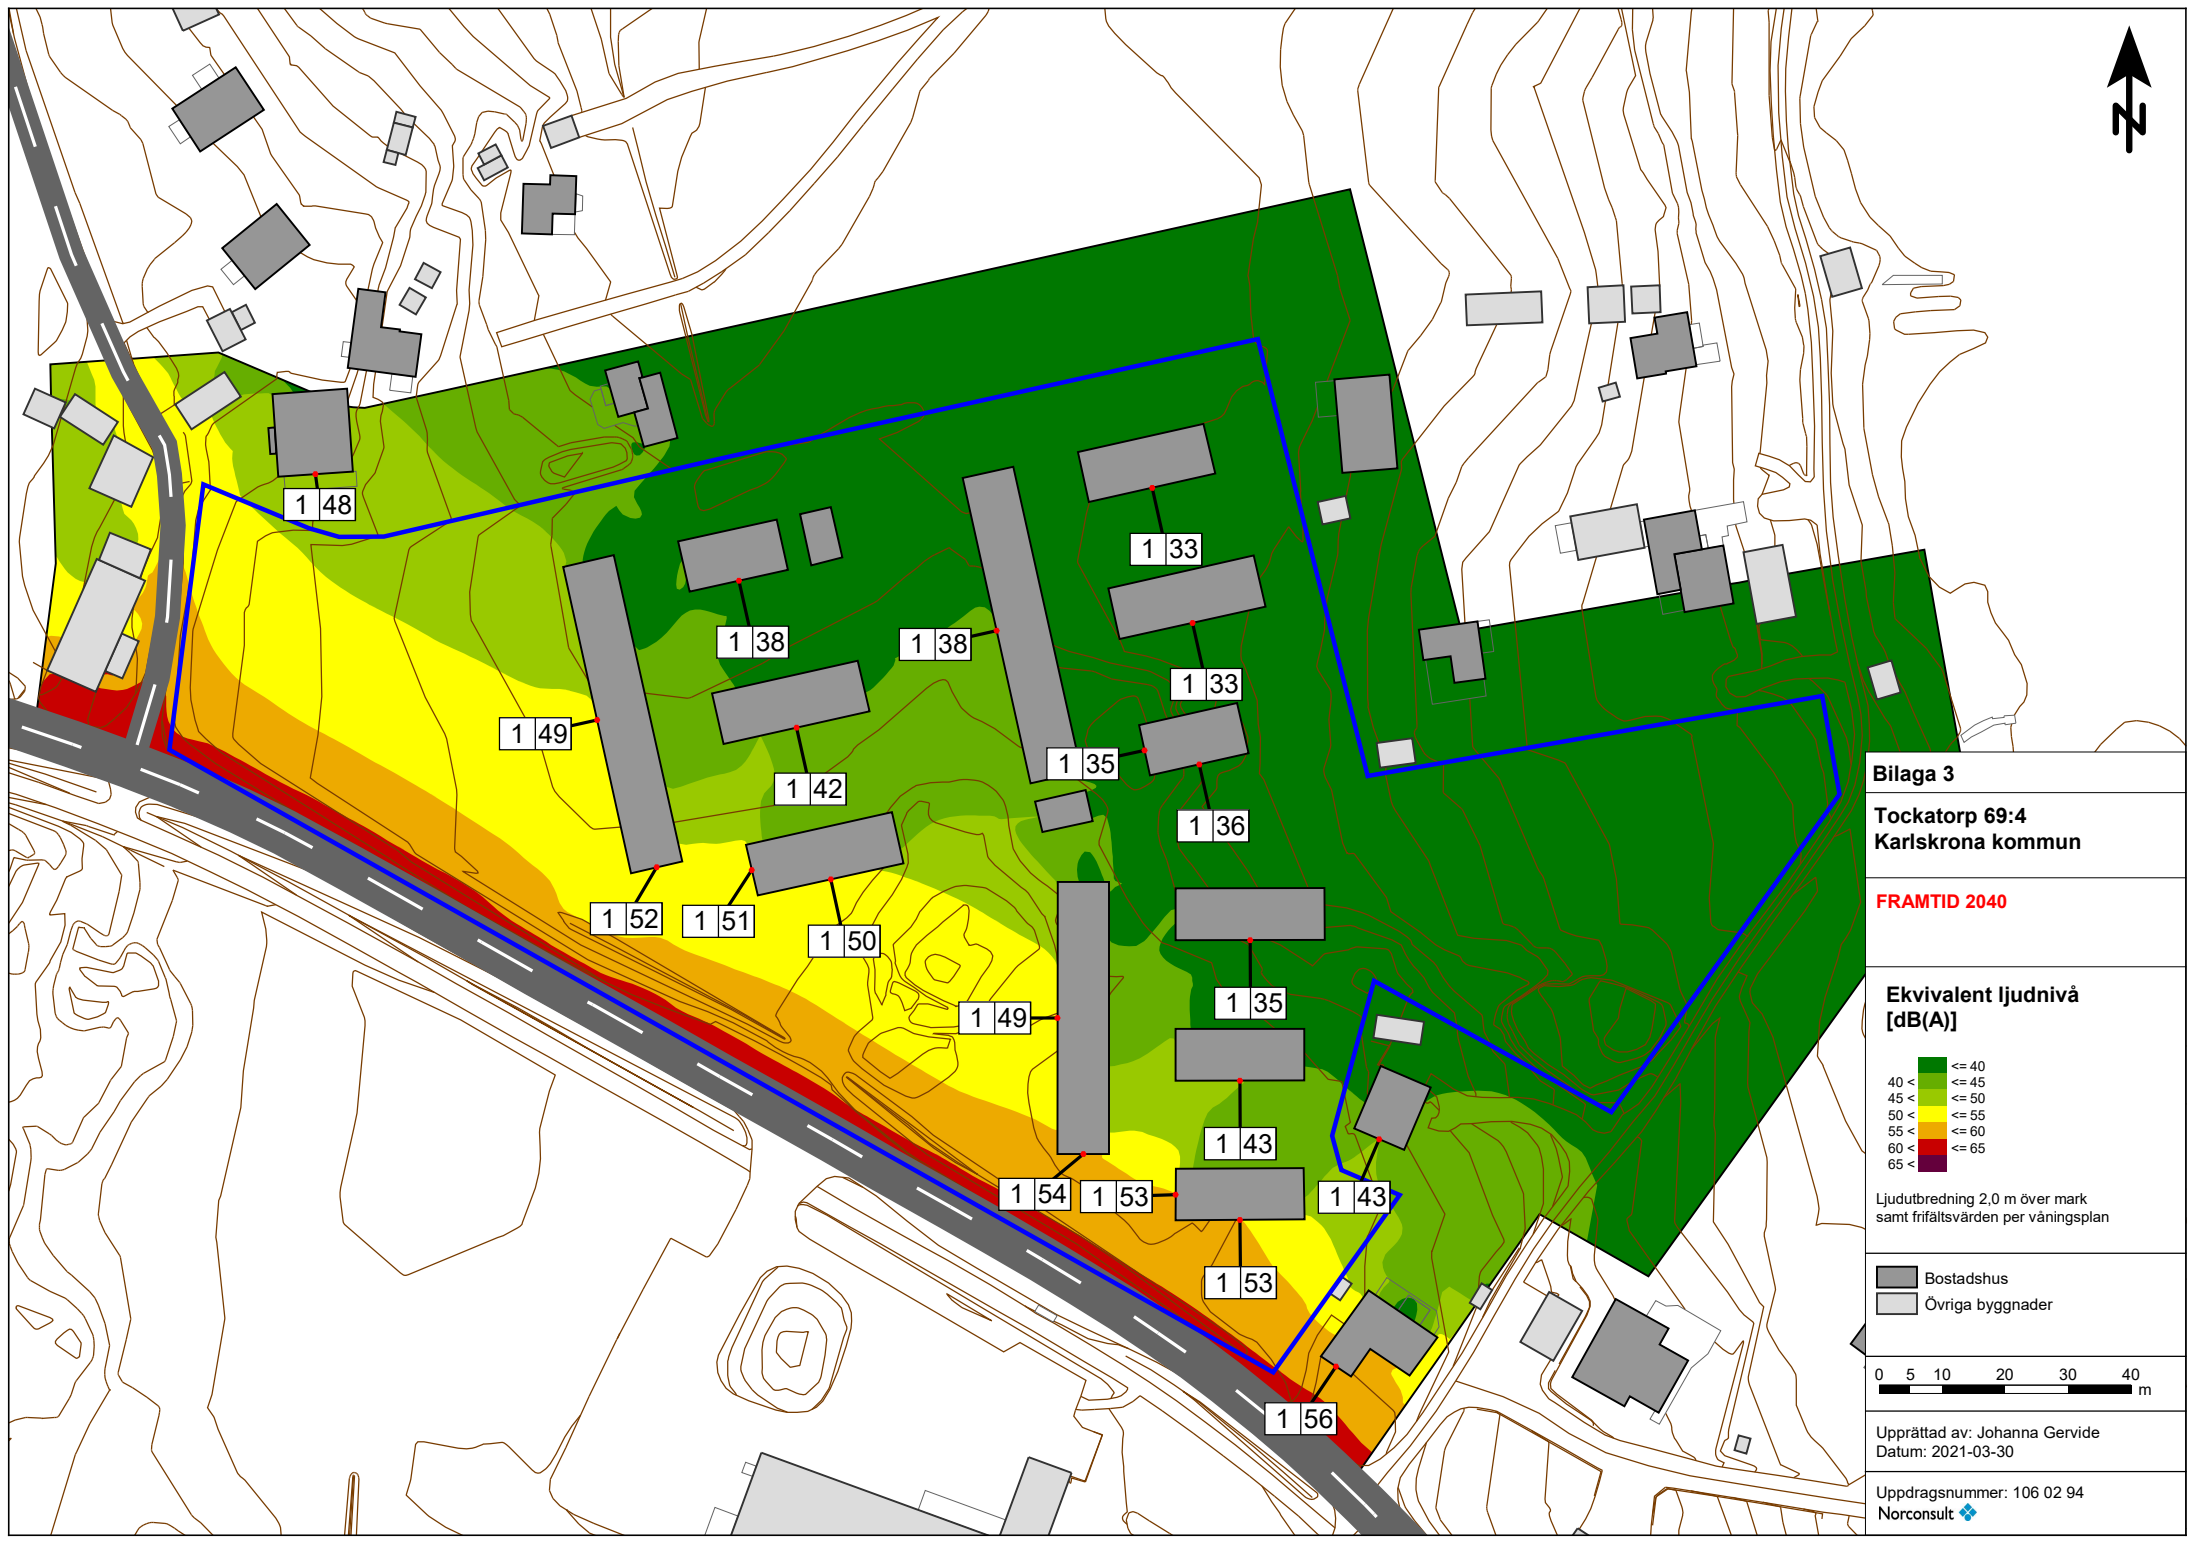 N
1 48
1 33
1 38
1 38
1 33
1 49
1 35
1 42
1 36
1 52
1 51
1 50
1 35
1 49
1 43
1 54
1 53
1 43
1 53
1 56
Bilaga 3
Tockatorp 69:4
Karlskrona kommun
FRAMTID 2040
Ekvivalent ljudnivå
[dB(A)]
<= 40
40 < <= 45
45 < <= 50
50 < <= 55
55 < <= 60
60 < <= 65
65 <
Ljudutbredning 2,0 m över mark
samt frifältsvärden per våningsplan
Bostadshus
Övriga byggnader
0 5 10 20 30 40
m
Upprättad av: Johanna Gervide
Datum: 2021-03-30
Uppdragsnummer: 106 02 94
Norconsult